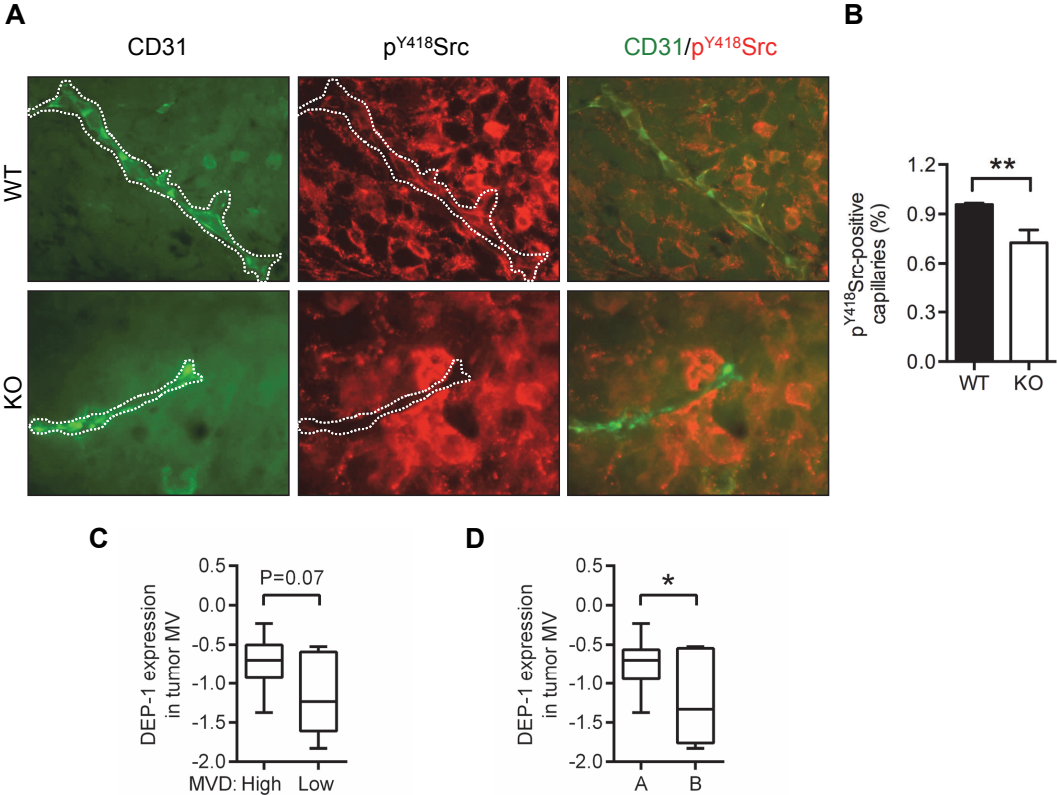 A
CD31
pY418Src
CD31/pY418Src
WT
KO
B
pY418Src-positive
capillaries (%)
1.2
0.9
0.6
0.3
0.0
**
WT KO
C
DEP-1 expression
in tumor MV
0.5
0.0
-0.5
-1.0
-1.5
-2.0
P=0.07
MVD: High Low
D
DEP-1 expression
in tumor MV
0.5
0.0
-0.5
-1.0
-1.5
-2.0
*
A B